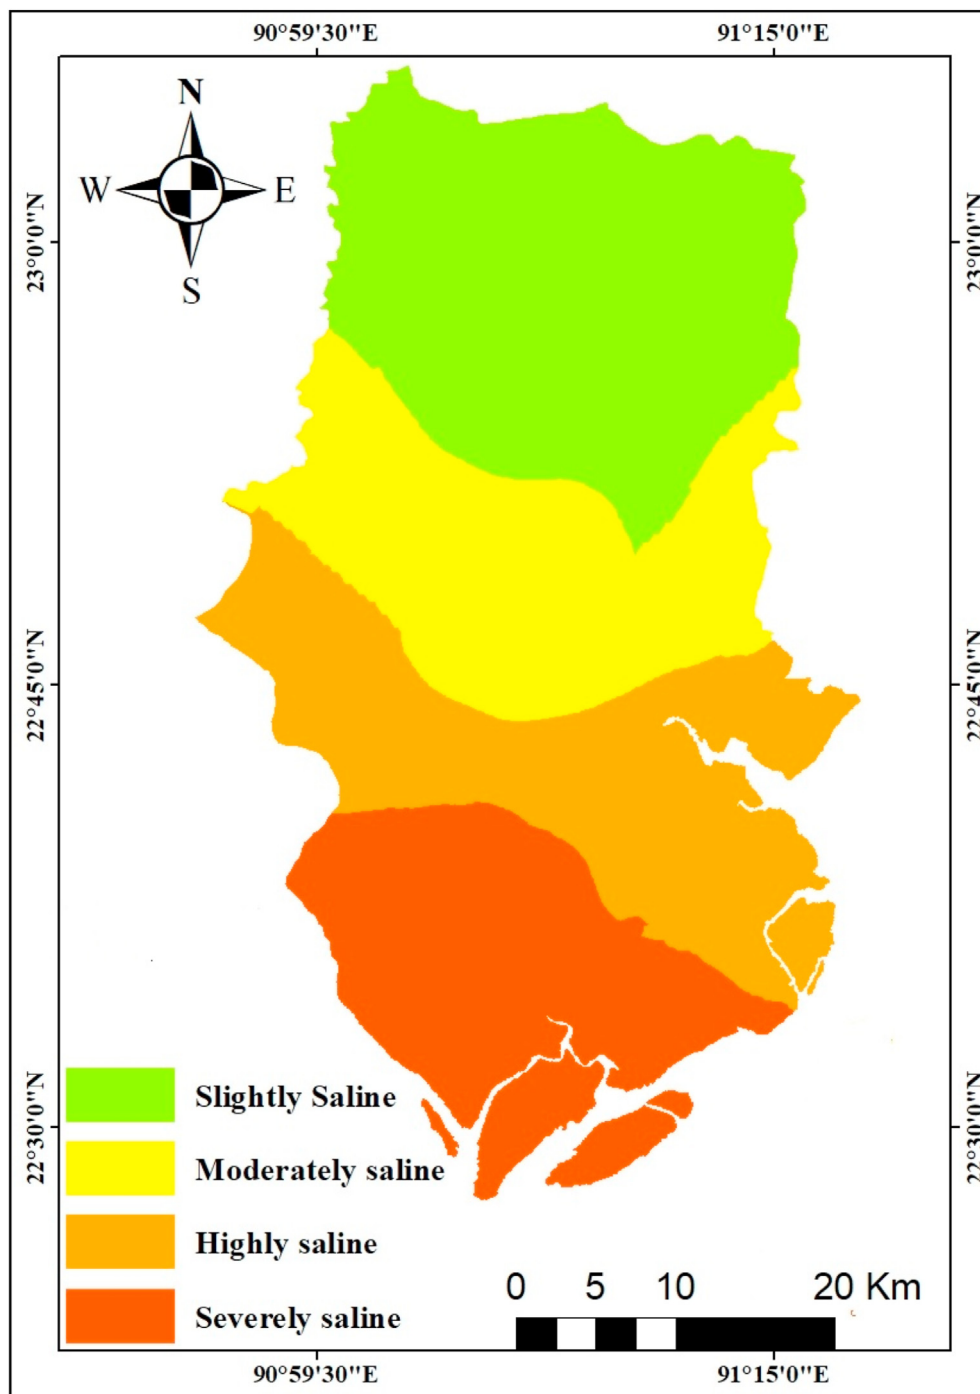 90°59'30"E 91°15'0"E
N
W E
S
23°0'0"N 23°0'0"N
22°45'0"N 22°45'0"N
22°30'0"N 22°30'0"N
Slightly Saline
Moderately saline
Highly saline
Severely saline
0 5 10 20 Km
90°59'30"E 91°15'0"E